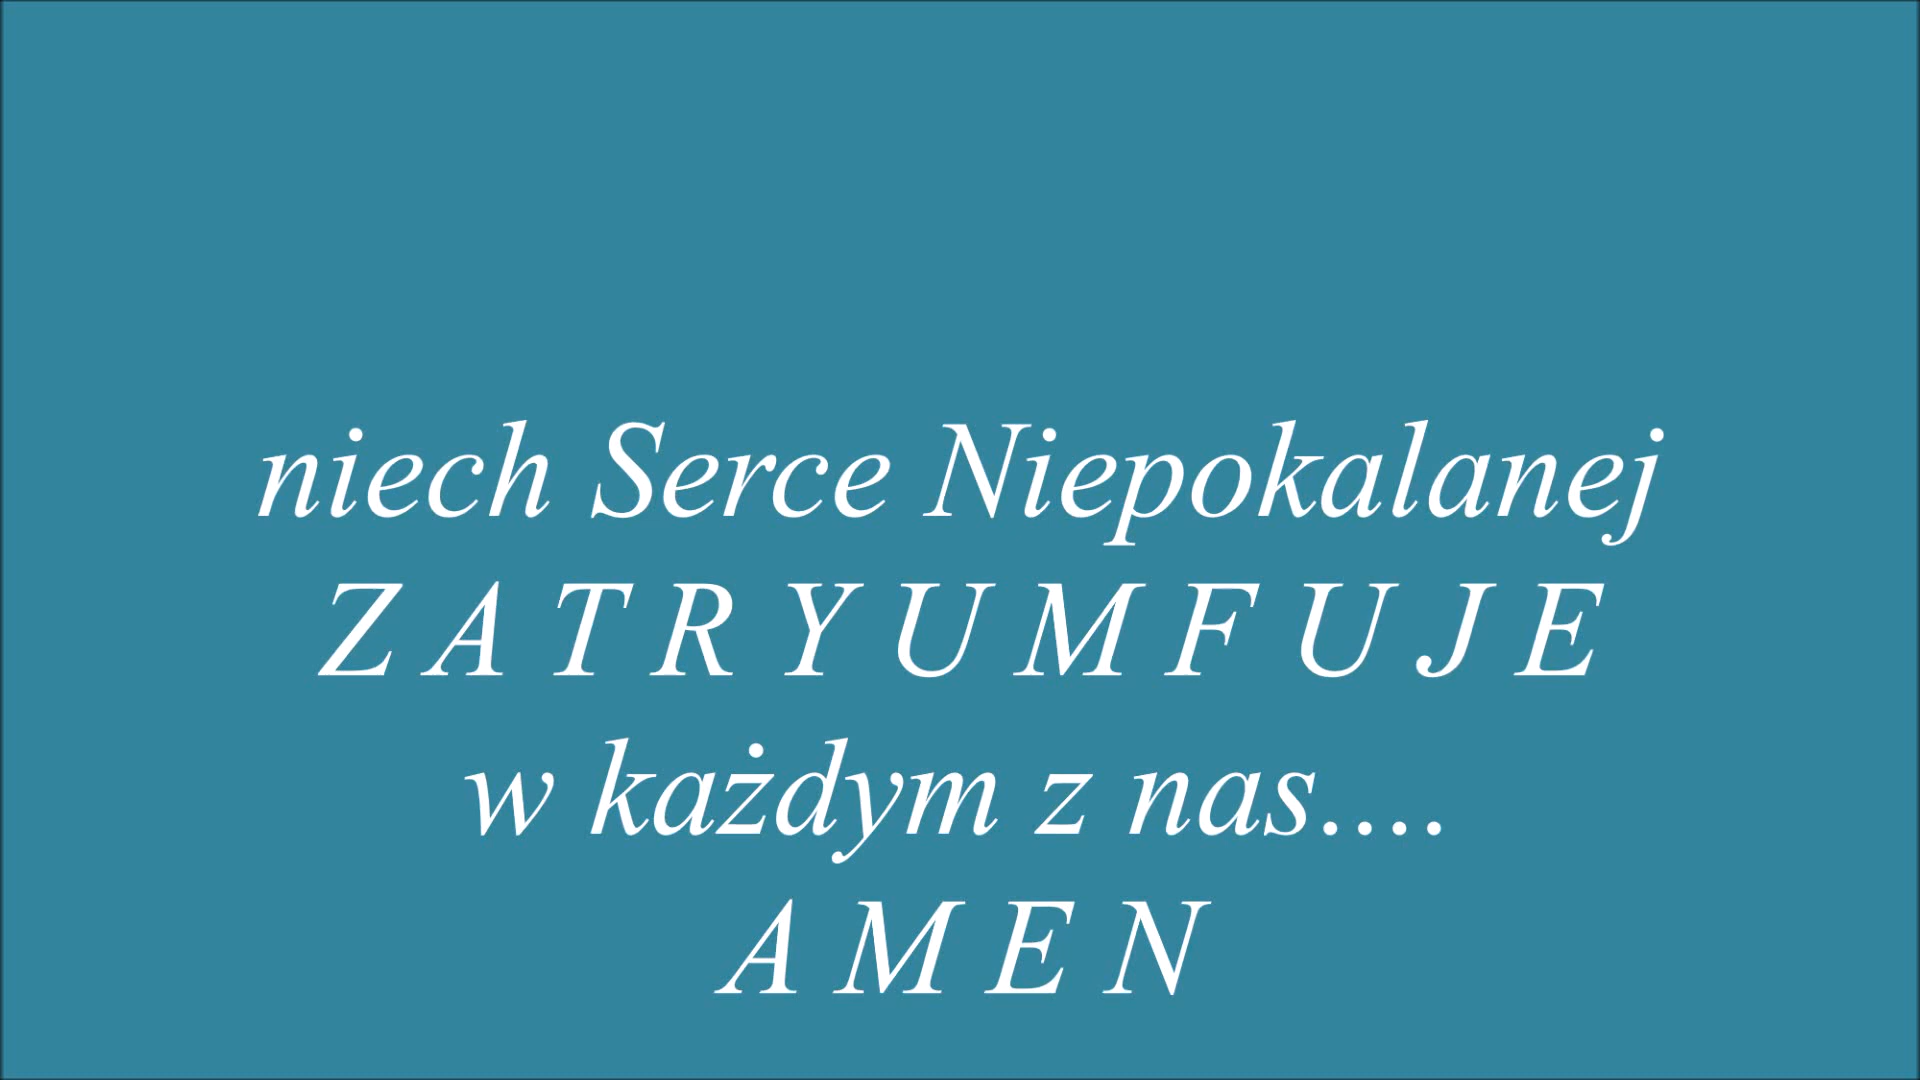 niech Serce Niepokalanej
Z A T R Y U M F U J E
w każdym z nas....
A M E N